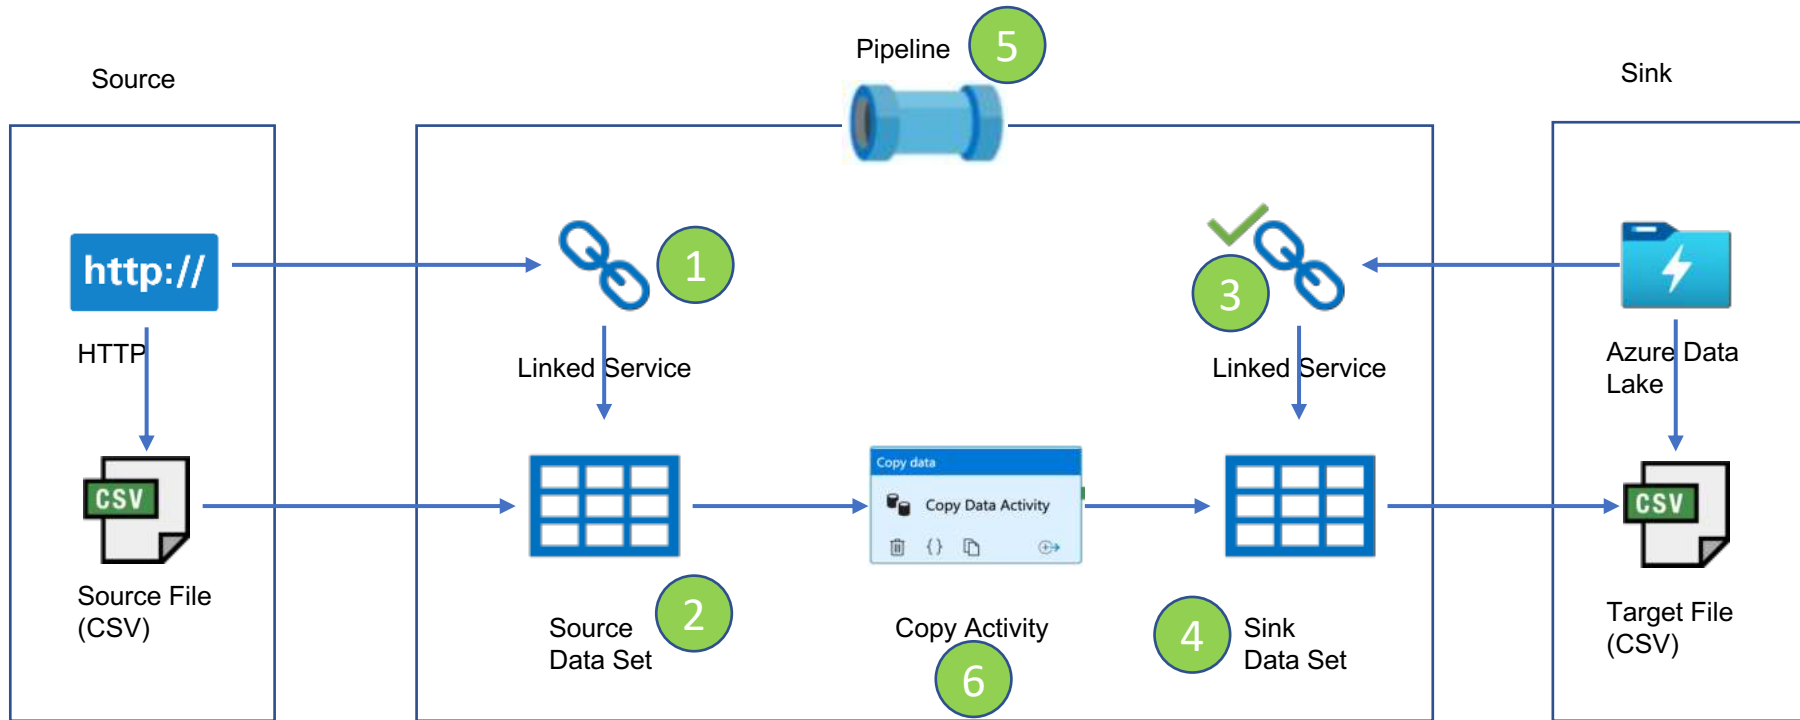 Source
Pipeline
5
Sink
http://
1
3
HTTP
Linked Service
Linked Service
Azure Data
Lake
CSV
Copy data
Copy Data Activity
{}
CSV
Source File
(CSV)
2
Source
Data Set
Copy Activity
6
4
Sink
Data Set
Target File
(CSV)